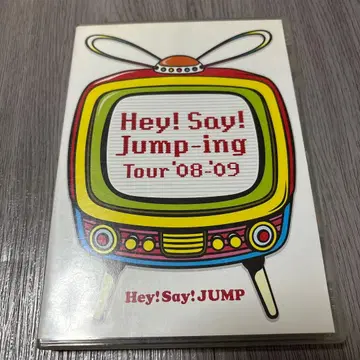 Hey! Say!
Jump-ing
Tour '08-'09
Hey! Say! JUMP